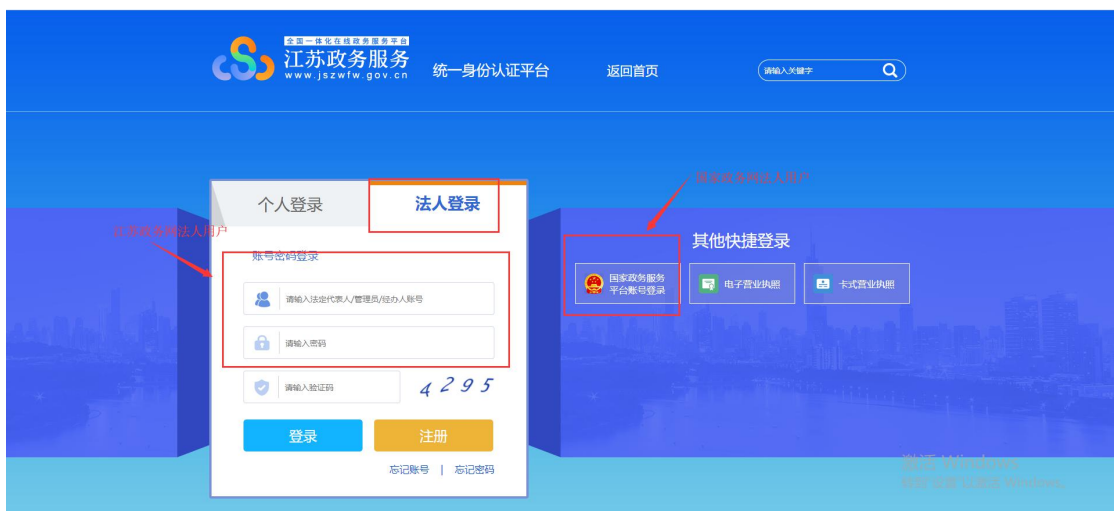 全国一体化在线政务服务平台
江苏政务服务
www.jszwfw.gov.cn
统一身份认证平台
返回首页
请输入关键字
国家政务网法人用户
个人登录
法人登录
江苏政务网法人用户
账号密码登录
其他快捷登录
国家政务服务
平台账号登录
电子营业执照
卡式营业执照
请输入法定代表人/管理员/经办人账号
请输入密码
请输入验证码
4295
登录
注册
忘记账号 | 忘记密码
激活 Windows